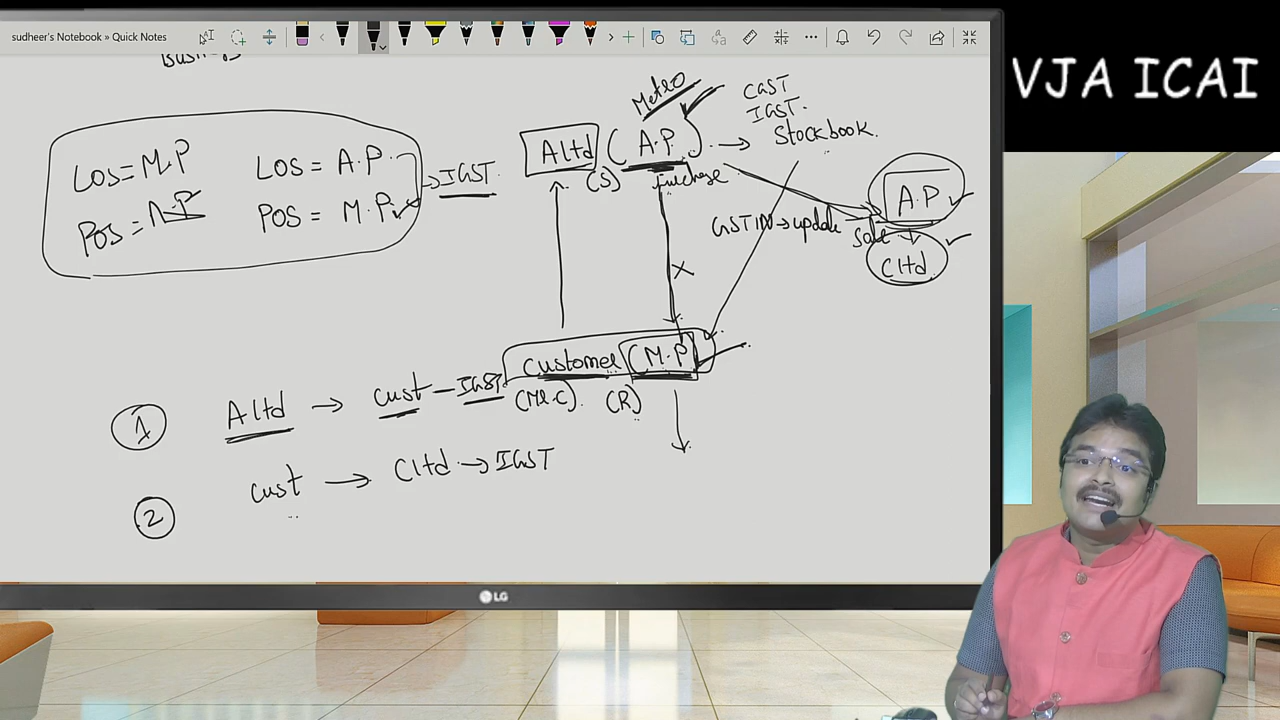 sudheer's Notebook » Quick Notes
VJA ICAI
Metro
CGST
IGST.
Stockbook.
LOS = M.P
LOS = A.P
POS = A.P
POS = M.P
IGST
A ltd (A.P)
(S)
Purchase
A.P
GSTIN → update
Sale
C ltd
Customer (M.P)
(R)
① A ltd → cust – IGST
② cust → C ltd → IGST
LG